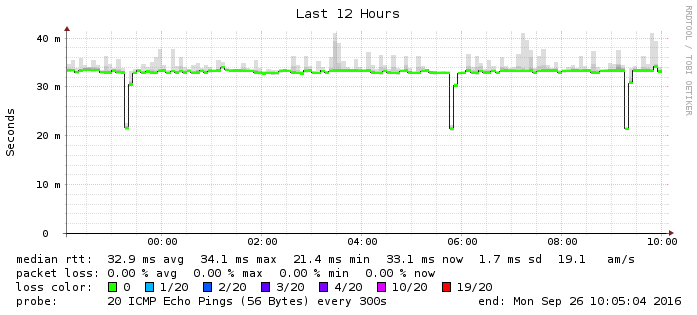 Last 12 Hours
RRDTOOL / TOBI OETIKER
Seconds
40 m
30 m
20 m
10 m
0
00:00 02:00 04:00 06:00 08:00 10:00
median rtt: 32.9 ms avg 34.1 ms max 21.4 ms min 33.1 ms now 1.7 ms sd 19.1 am/s
packet loss: 0.00 % avg 0.00 % max 0.00 % min 0.00 % now
loss color: 0 1/20 2/20 3/20 4/20 10/20 19/20
probe: 20 ICMP Echo Pings (56 Bytes) every 300s end: Mon Sep 26 10:05:04 2016